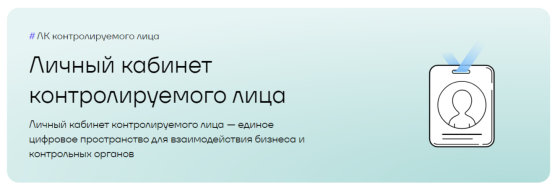 # ЛК контролируемого лица
Личный кабинет
контролируемого лица
Личный кабинет контролируемого лица — единое
цифровое пространство для взаимодействия бизнеса и
контрольных органов